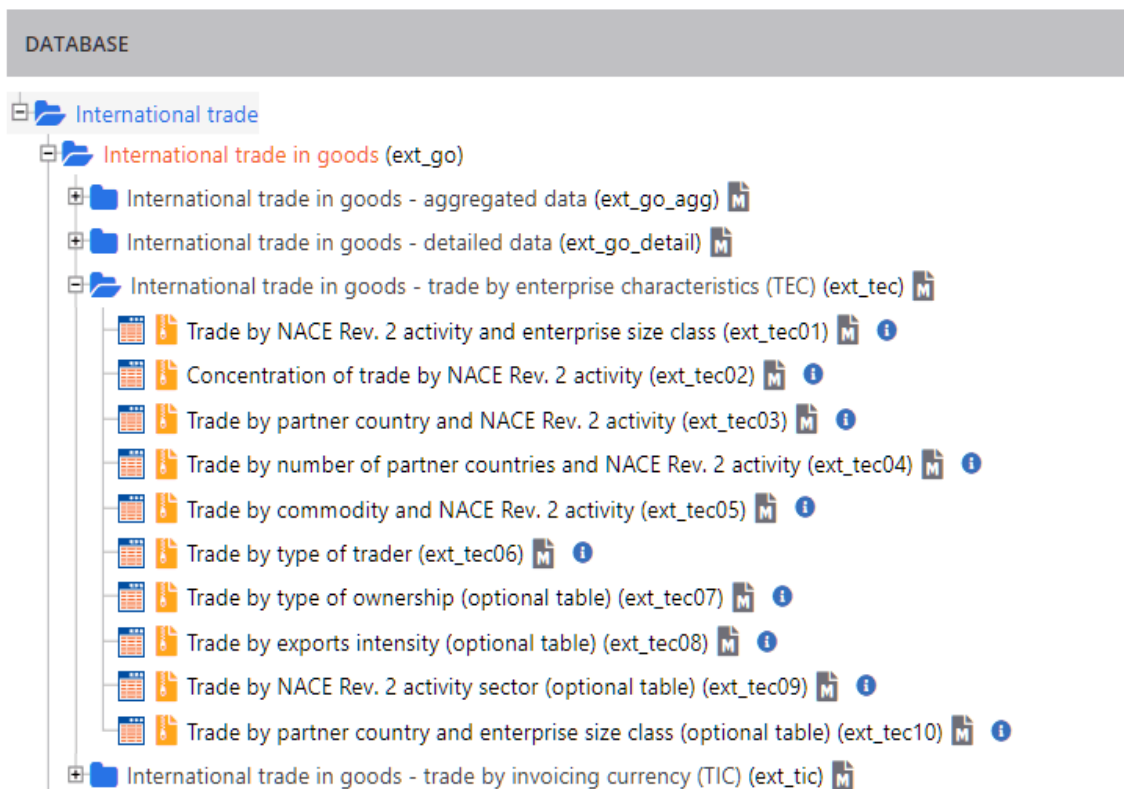 DATABASE
International trade
International trade in goods (ext_go)
International trade in goods - aggregated data (ext_go_agg) M
International trade in goods - detailed data (ext_go_detail) M
International trade in goods - trade by enterprise characteristics (TEC) (ext_tec) M
Trade by NACE Rev. 2 activity and enterprise size class (ext_tec01) M i
Concentration of trade by NACE Rev. 2 activity (ext_tec02) M i
Trade by partner country and NACE Rev. 2 activity (ext_tec03) M i
Trade by number of partner countries and NACE Rev. 2 activity (ext_tec04) M i
Trade by commodity and NACE Rev. 2 activity (ext_tec05) M i
Trade by type of trader (ext_tec06) M i
Trade by type of ownership (optional table) (ext_tec07) M i
Trade by exports intensity (optional table) (ext_tec08) M i
Trade by NACE Rev. 2 activity sector (optional table) (ext_tec09) M i
Trade by partner country and enterprise size class (optional table) (ext_tec10) M i
International trade in goods - trade by invoicing currency (TIC) (ext_tic) M